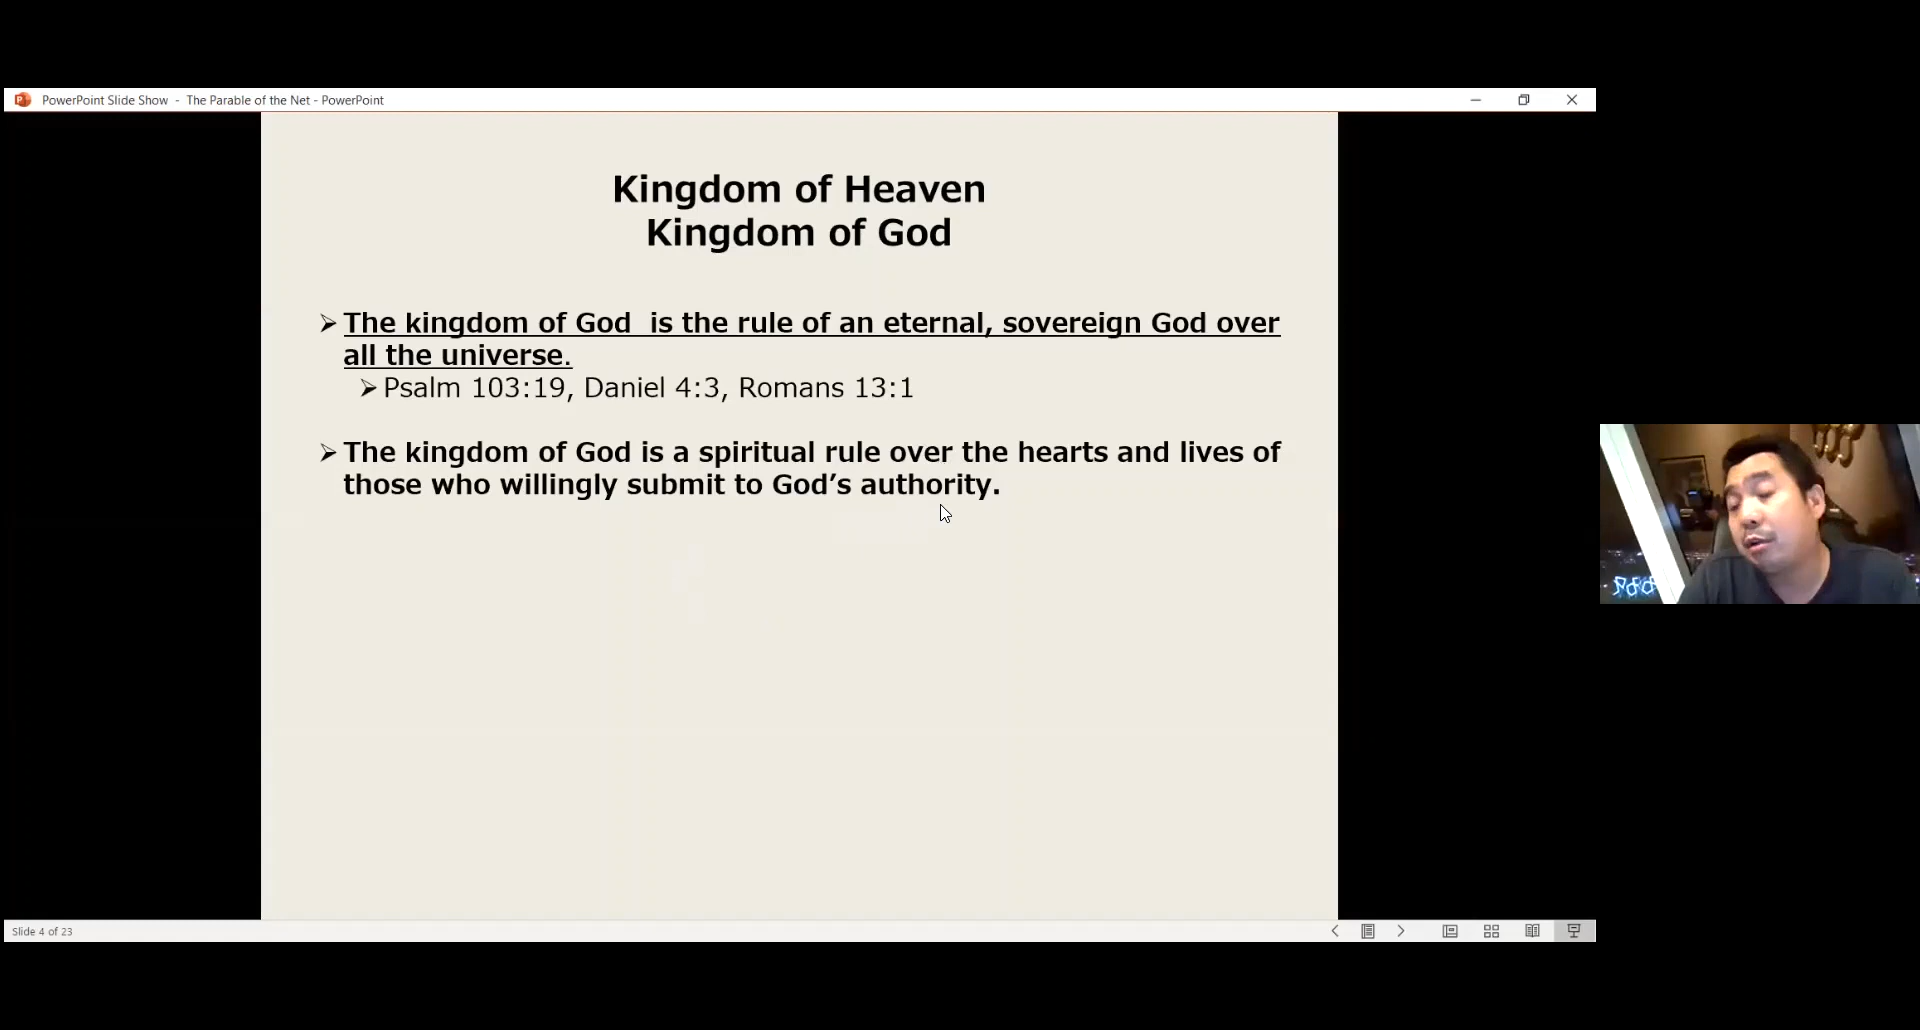 PowerPoint Slide Show - The Parable of the Net - PowerPoint
Kingdom of Heaven
Kingdom of God
The kingdom of God  is the rule of an eternal, sovereign God over
all the universe.
Psalm 103:19, Daniel 4:3, Romans 13:1
The kingdom of God is a spiritual rule over the hearts and lives of
those who willingly submit to God’s authority.
Slide 4 of 23